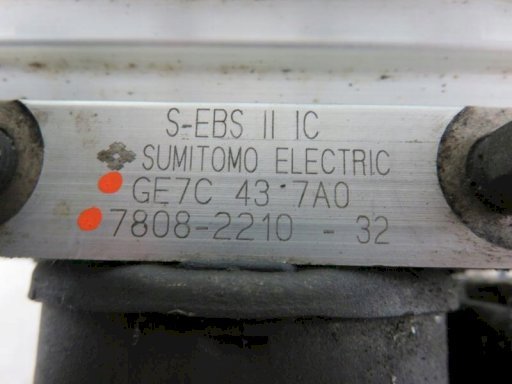 S-EBS II IC
SUMITOMO ELECTRIC
GE7C 43 7A0
7808-2210 - 32